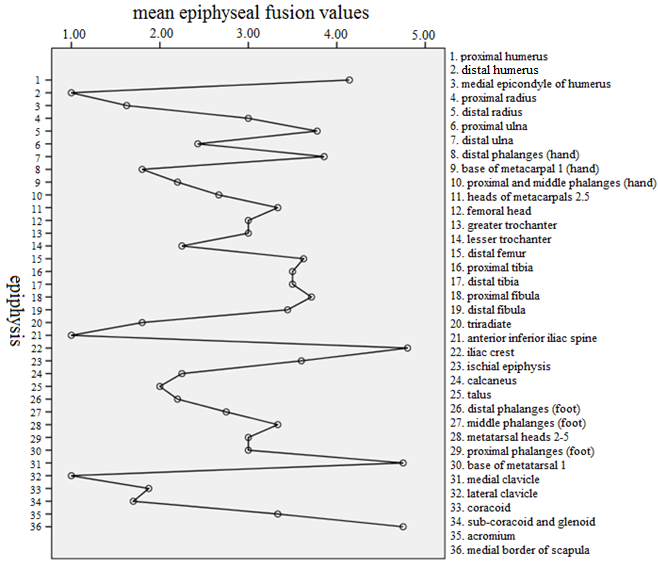 mean epiphyseal fusion values
1.00 2.00 3.00 4.00 5.00
epiphysis
1
2
3
4
5
6
7
8
9
10
11
12
13
14
15
16
17
18
19
20
21
22
23
24
25
26
27
28
29
30
31
32
33
34
35
36
1. proximal humerus
2. distal humerus
3. medial epicondyle of humerus
4. proximal radius
5. distal radius
6. proximal ulna
7. distal ulna
8. distal phalanges (hand)
9. base of metacarpal 1 (hand)
10. proximal and middle phalanges (hand)
11. heads of metacarpals 2.5
12. femoral head
13. greater trochanter
14. lesser trochanter
15. distal femur
16. proximal tibia
17. distal tibia
18. proximal fibula
19. distal fibula
20. triradiate
21. anterior inferior iliac spine
22. iliac crest
23. ischial epiphysis
24. calcaneus
25. talus
26. distal phalanges (foot)
27. middle phalanges (foot)
28. metatarsal heads 2-5
29. proximal phalanges (foot)
30. base of metatarsal 1
31. medial clavicle
32. lateral clavicle
33. coracoid
34. sub-coracoid and glenoid
35. acromium
36. medial border of scapula